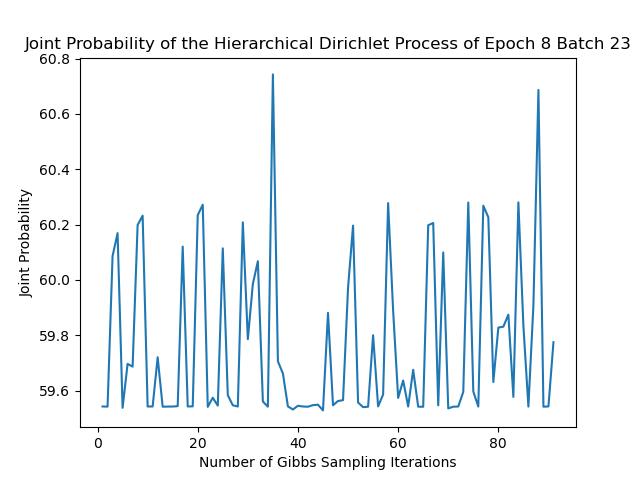 Joint Probability of the Hierarchical Dirichlet Process of Epoch 8 Batch 23
60.8
60.6
60.4
60.2
60.0
59.8
59.6
Joint Probability
0 20 40 60 80
Number of Gibbs Sampling Iterations